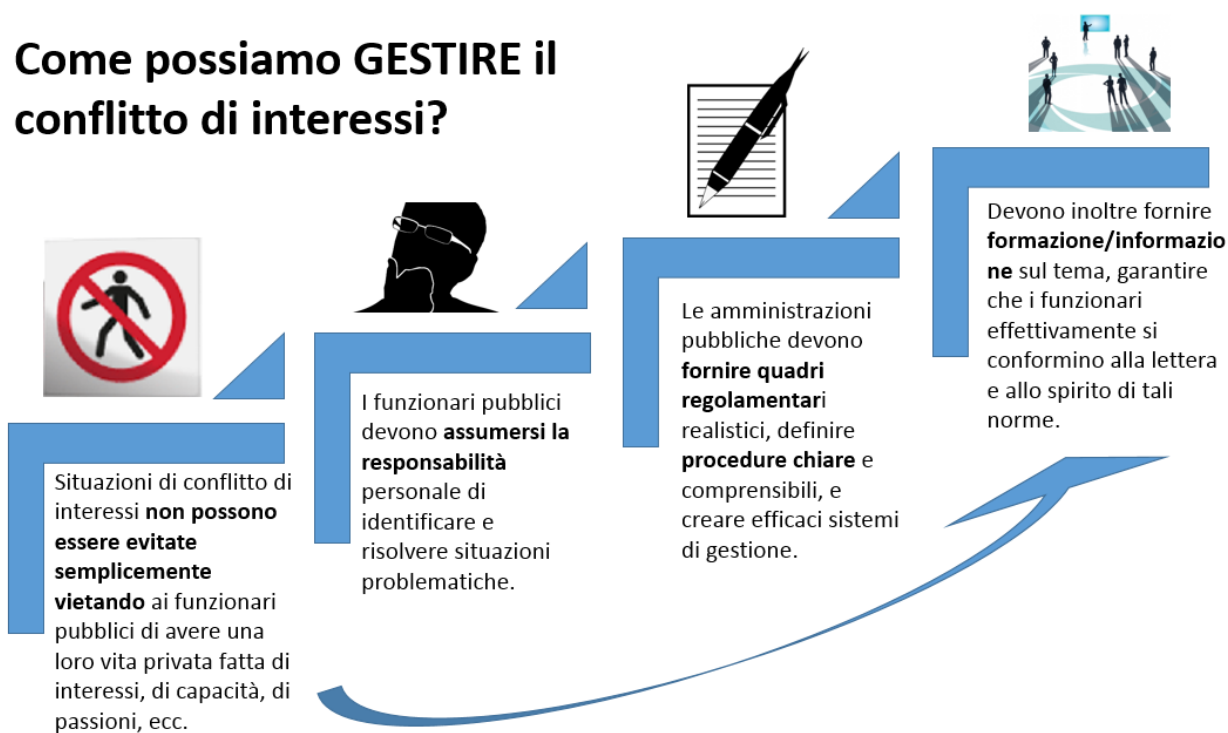 Come possiamo GESTIRE il
conflitto di interessi?
Situazioni di conflitto di
interessi non possono
essere evitate
semplicemente
vietando ai funzionari
pubblici di avere una
loro vita privata fatta di
interessi, di capacità, di
passioni, ecc.
I funzionari pubblici
devono assumersi la
responsabilità
personale di
identificare e
risolvere situazioni
problematiche.
Le amministrazioni
pubbliche devono
fornire quadri
regolamentari
realistici, definire
procedure chiare e
comprensibili, e
creare efficaci sistemi
di gestione.
Devono inoltre fornire
formazione/informazio
ne sul tema, garantire
che i funzionari
effettivamente si
conformino alla lettera
e allo spirito di tali
norme.